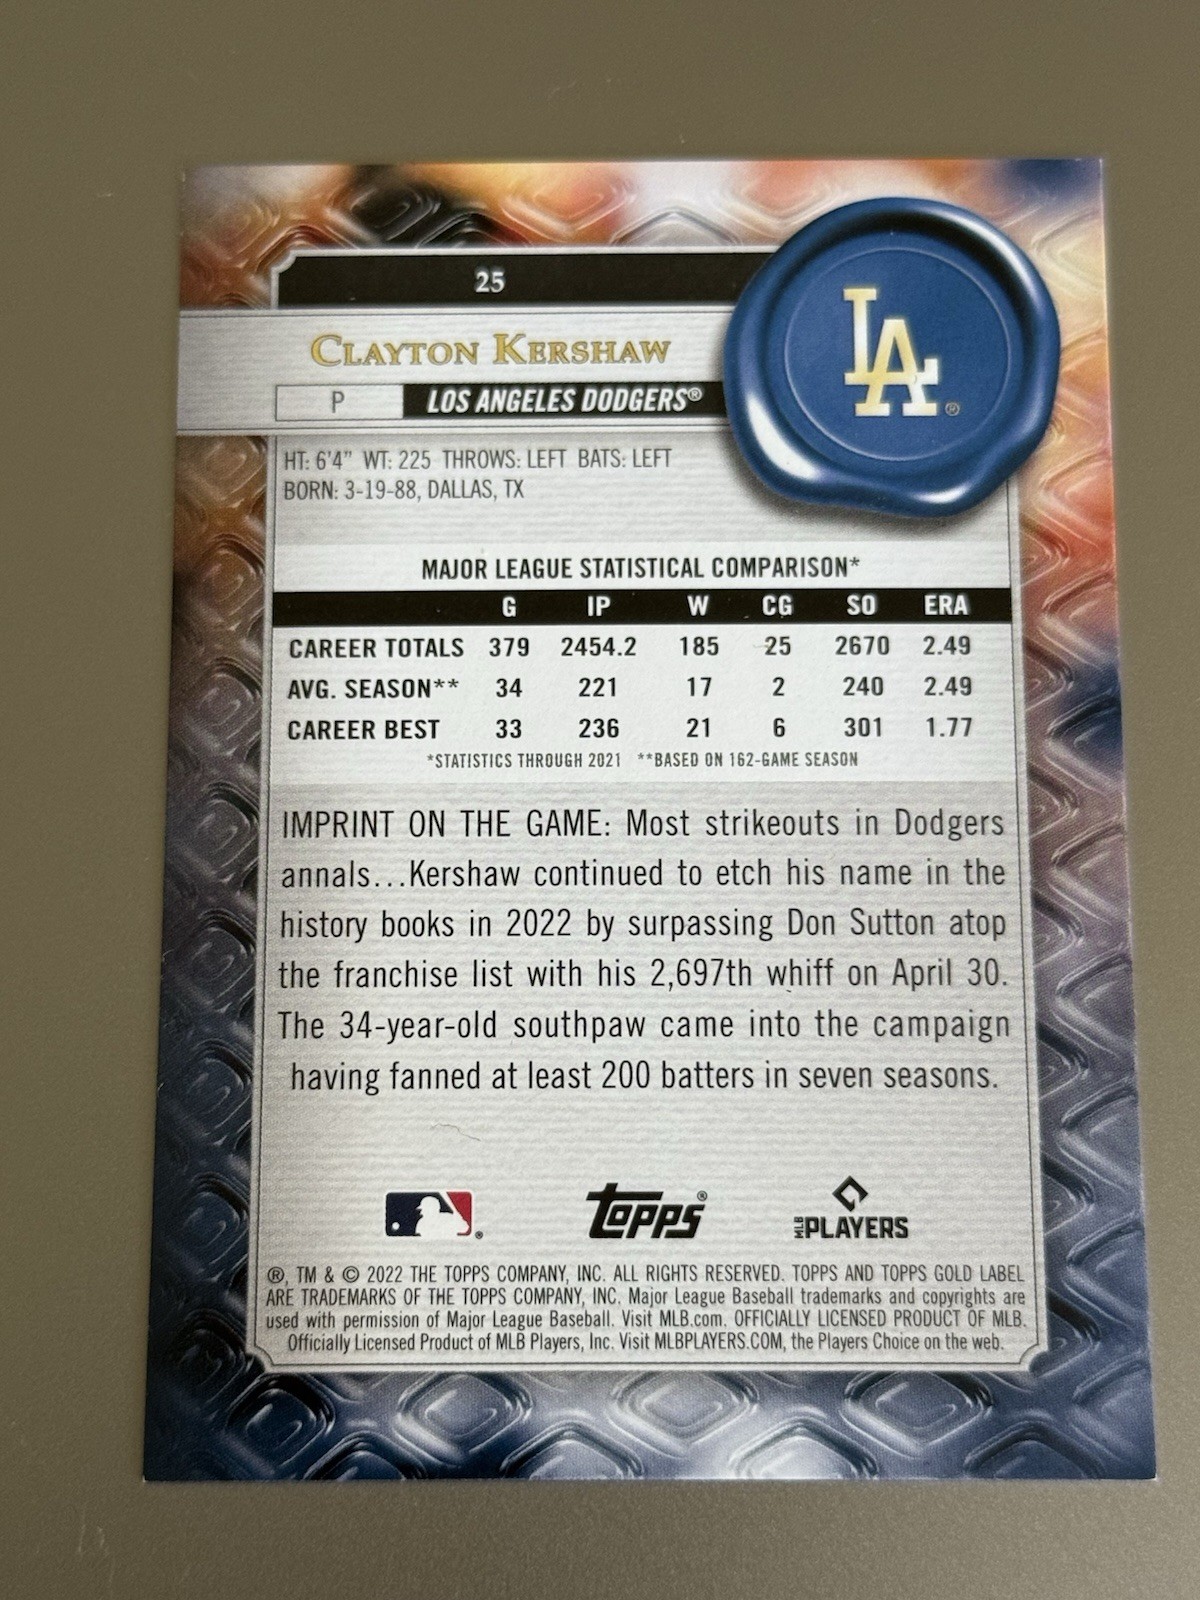 25
CLAYTON KERSHAW
P LOS ANGELES DODGERS®
LA ®
HT: 6'4" WT: 225 THROWS: LEFT BATS: LEFT
BORN: 3-19-88, DALLAS, TX
MAJOR LEAGUE STATISTICAL COMPARISON*
G IP W CG SO ERA
CAREER TOTALS 379 2454.2 185 25 2670 2.49
AVG. SEASON** 34 221 17 2 240 2.49
CAREER BEST 33 236 21 6 301 1.77
*STATISTICS THROUGH 2021 **BASED ON 162-GAME SEASON
IMPRINT ON THE GAME: Most strikeouts in Dodgers
annals...Kershaw continued to etch his name in the
history books in 2022 by surpassing Don Sutton atop
the franchise list with his 2,697th whiff on April 30.
The 34-year-old southpaw came into the campaign
having fanned at least 200 batters in seven seasons.
® topps® MLB PLAYERS
®, TM & © 2022 THE TOPPS COMPANY, INC. ALL RIGHTS RESERVED. TOPPS AND TOPPS GOLD LABEL
ARE TRADEMARKS OF THE TOPPS COMPANY, INC. Major League Baseball trademarks and copyrights are
used with permission of Major League Baseball. Visit MLB.com. OFFICIALLY LICENSED PRODUCT OF MLB.
Officially Licensed Product of MLB Players, Inc. Visit MLBPLAYERS.COM, the Players Choice on the web.